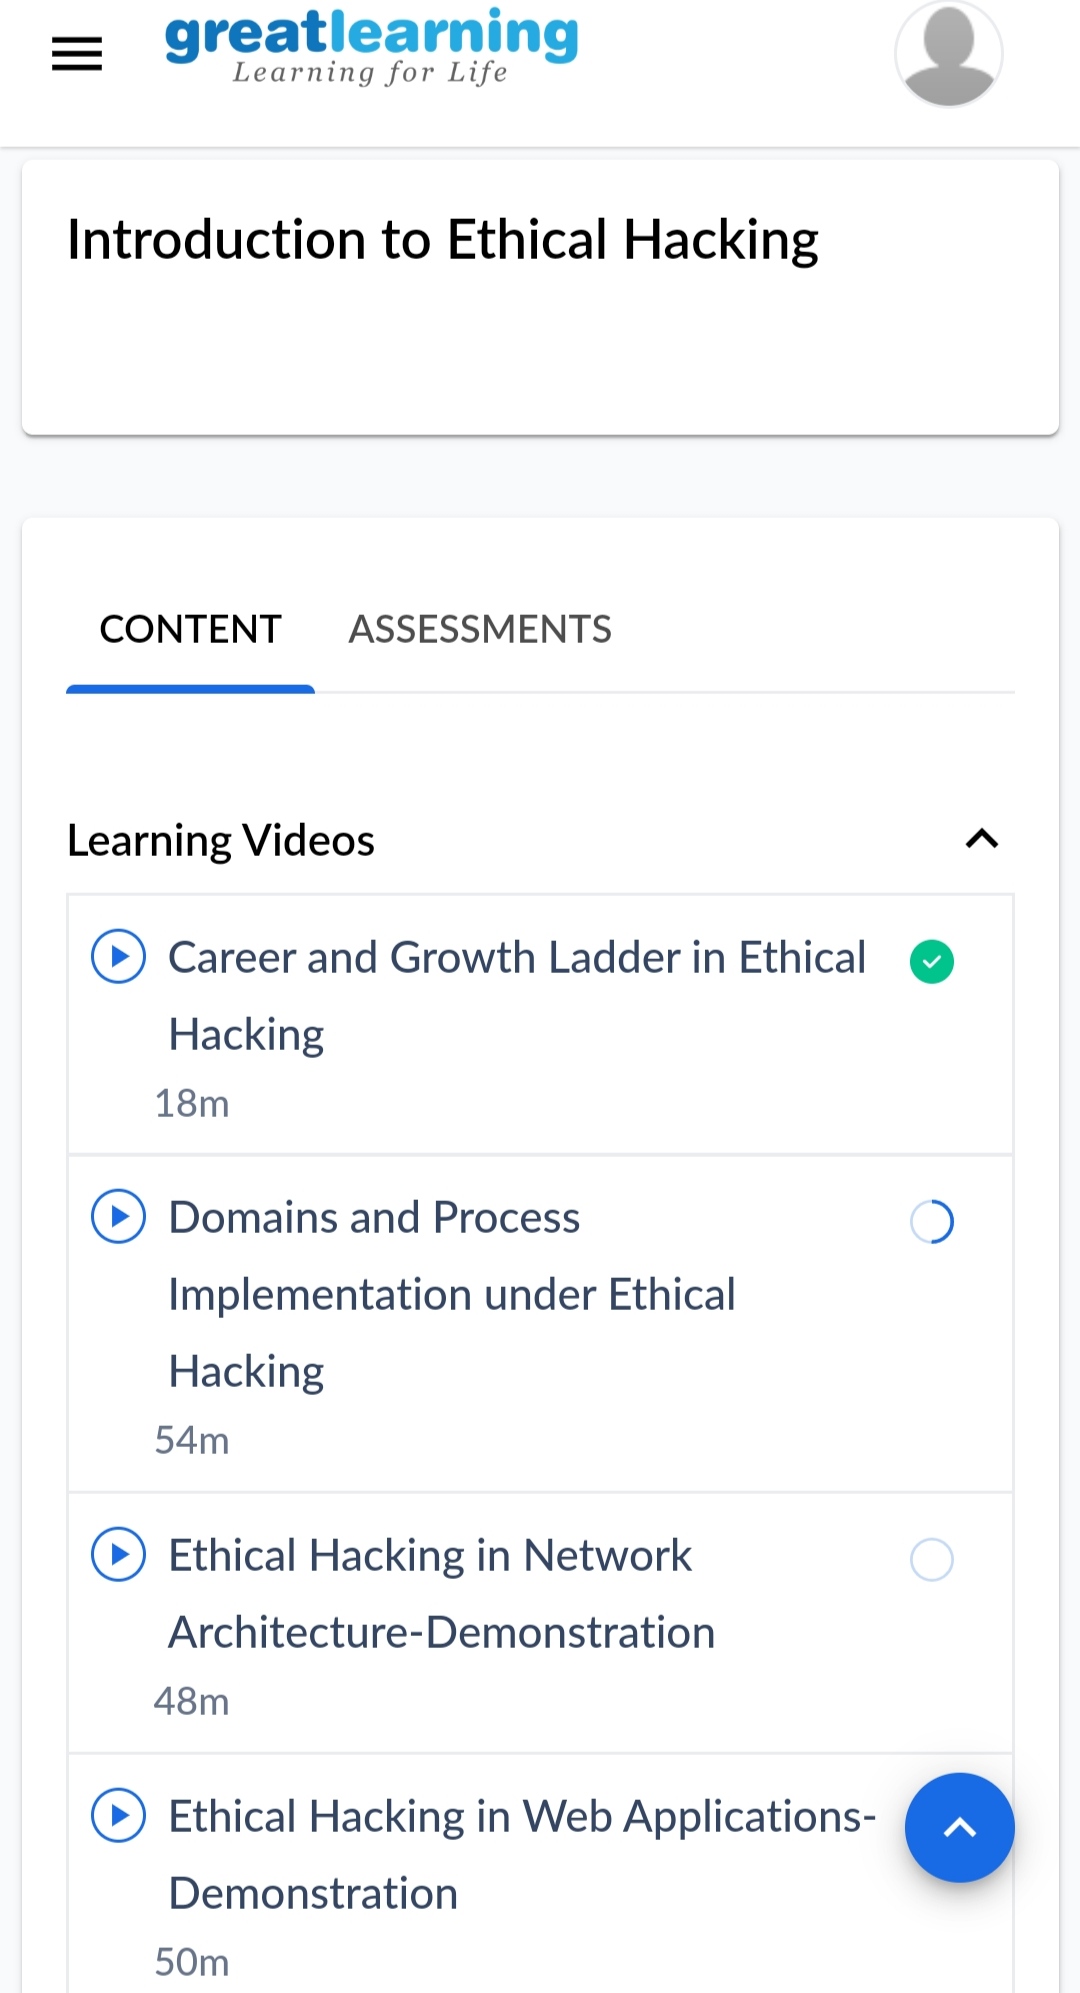 greatlearning
Learning for Life
Introduction to Ethical Hacking
CONTENT
ASSESSMENTS
Learning Videos
Career and Growth Ladder in Ethical
Hacking
18m
Domains and Process
Implementation under Ethical
Hacking
54m
Ethical Hacking in Network
Architecture-Demonstration
48m
Ethical Hacking in Web Applications-
Demonstration
50m